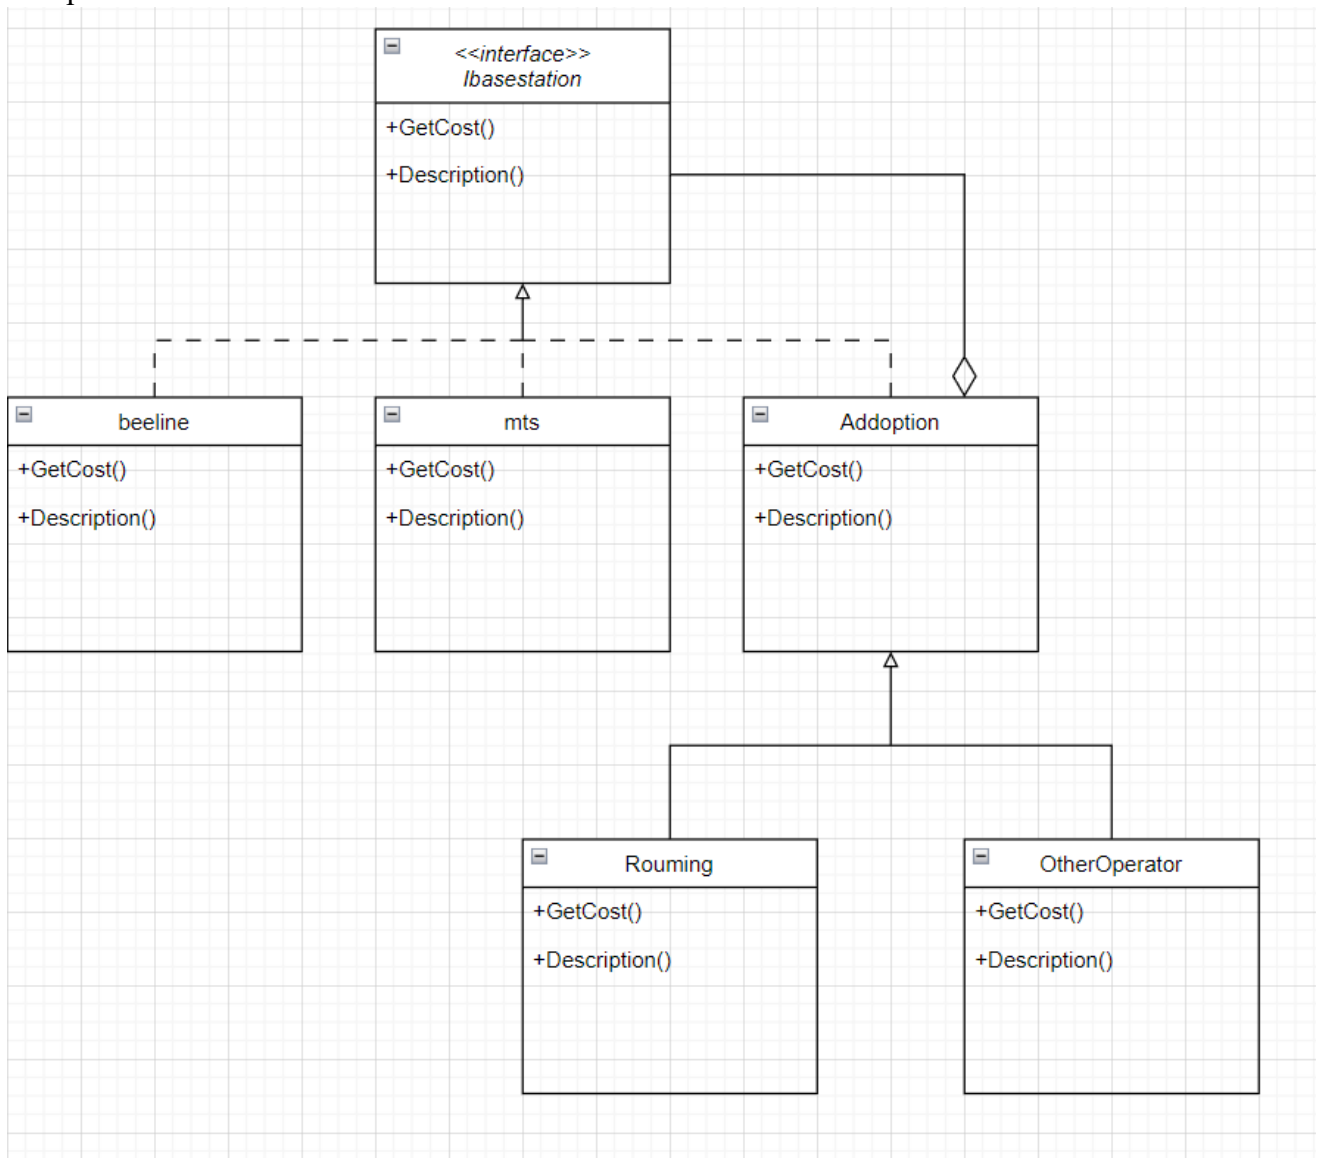 <<interface>>
Ibasestation
+GetCost()
+Description()
beeline
+GetCost()
+Description()
mts
+GetCost()
+Description()
Addoption
+GetCost()
+Description()
Rouming
+GetCost()
+Description()
OtherOperator
+GetCost()
+Description()